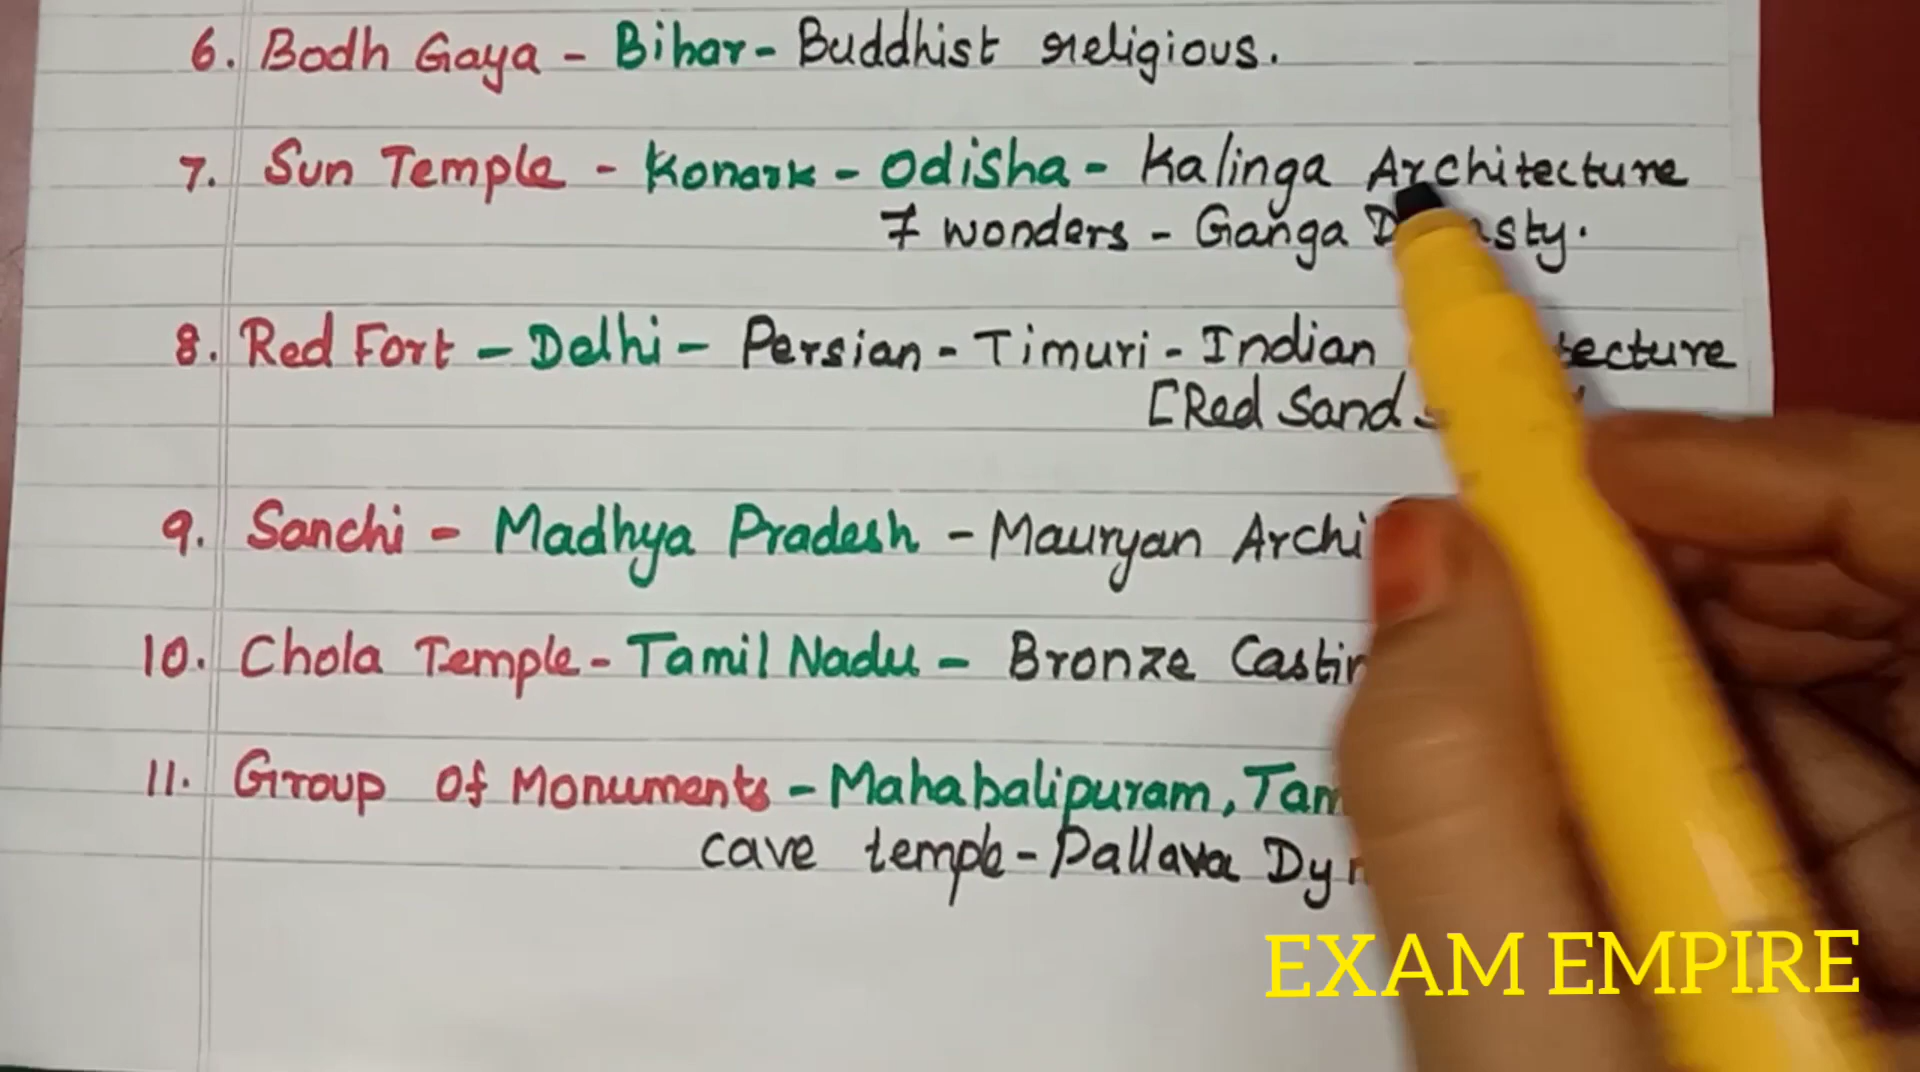 6. Bodh Gaya - Bihar - Buddhist religious.
7. Sun Temple - Konark - Odisha - Kalinga Architecture
7 wonders - Ganga
8. Red Fort - Delhi - Persian - Timuri - Indian
[Red Sand
9. Sanchi - Madhya Pradesh - Mauryan
10. Chola Temple - Tamil Nadu - Bronze
11. Group Of Monuments - Mahabalipuram,
cave temple - Pallava
EXAM EMPIRE